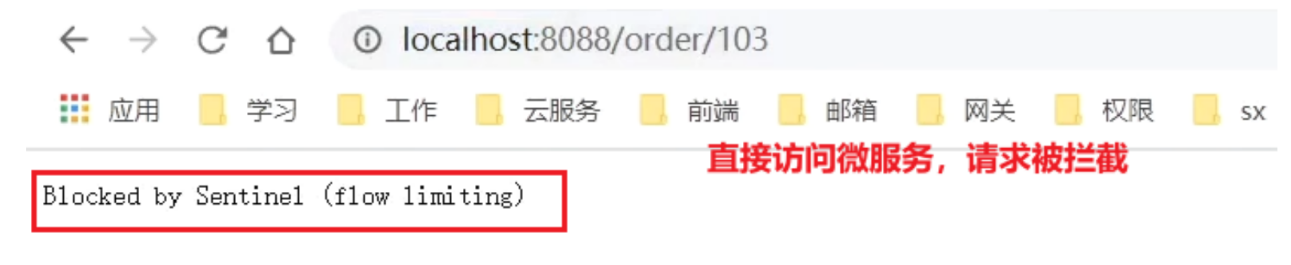 localhost:8088/order/103
应用 学习 工作 云服务 前端 邮箱 网关 权限 sx
直接访问微服务，请求被拦截
Blocked by Sentinel (flow limiting)